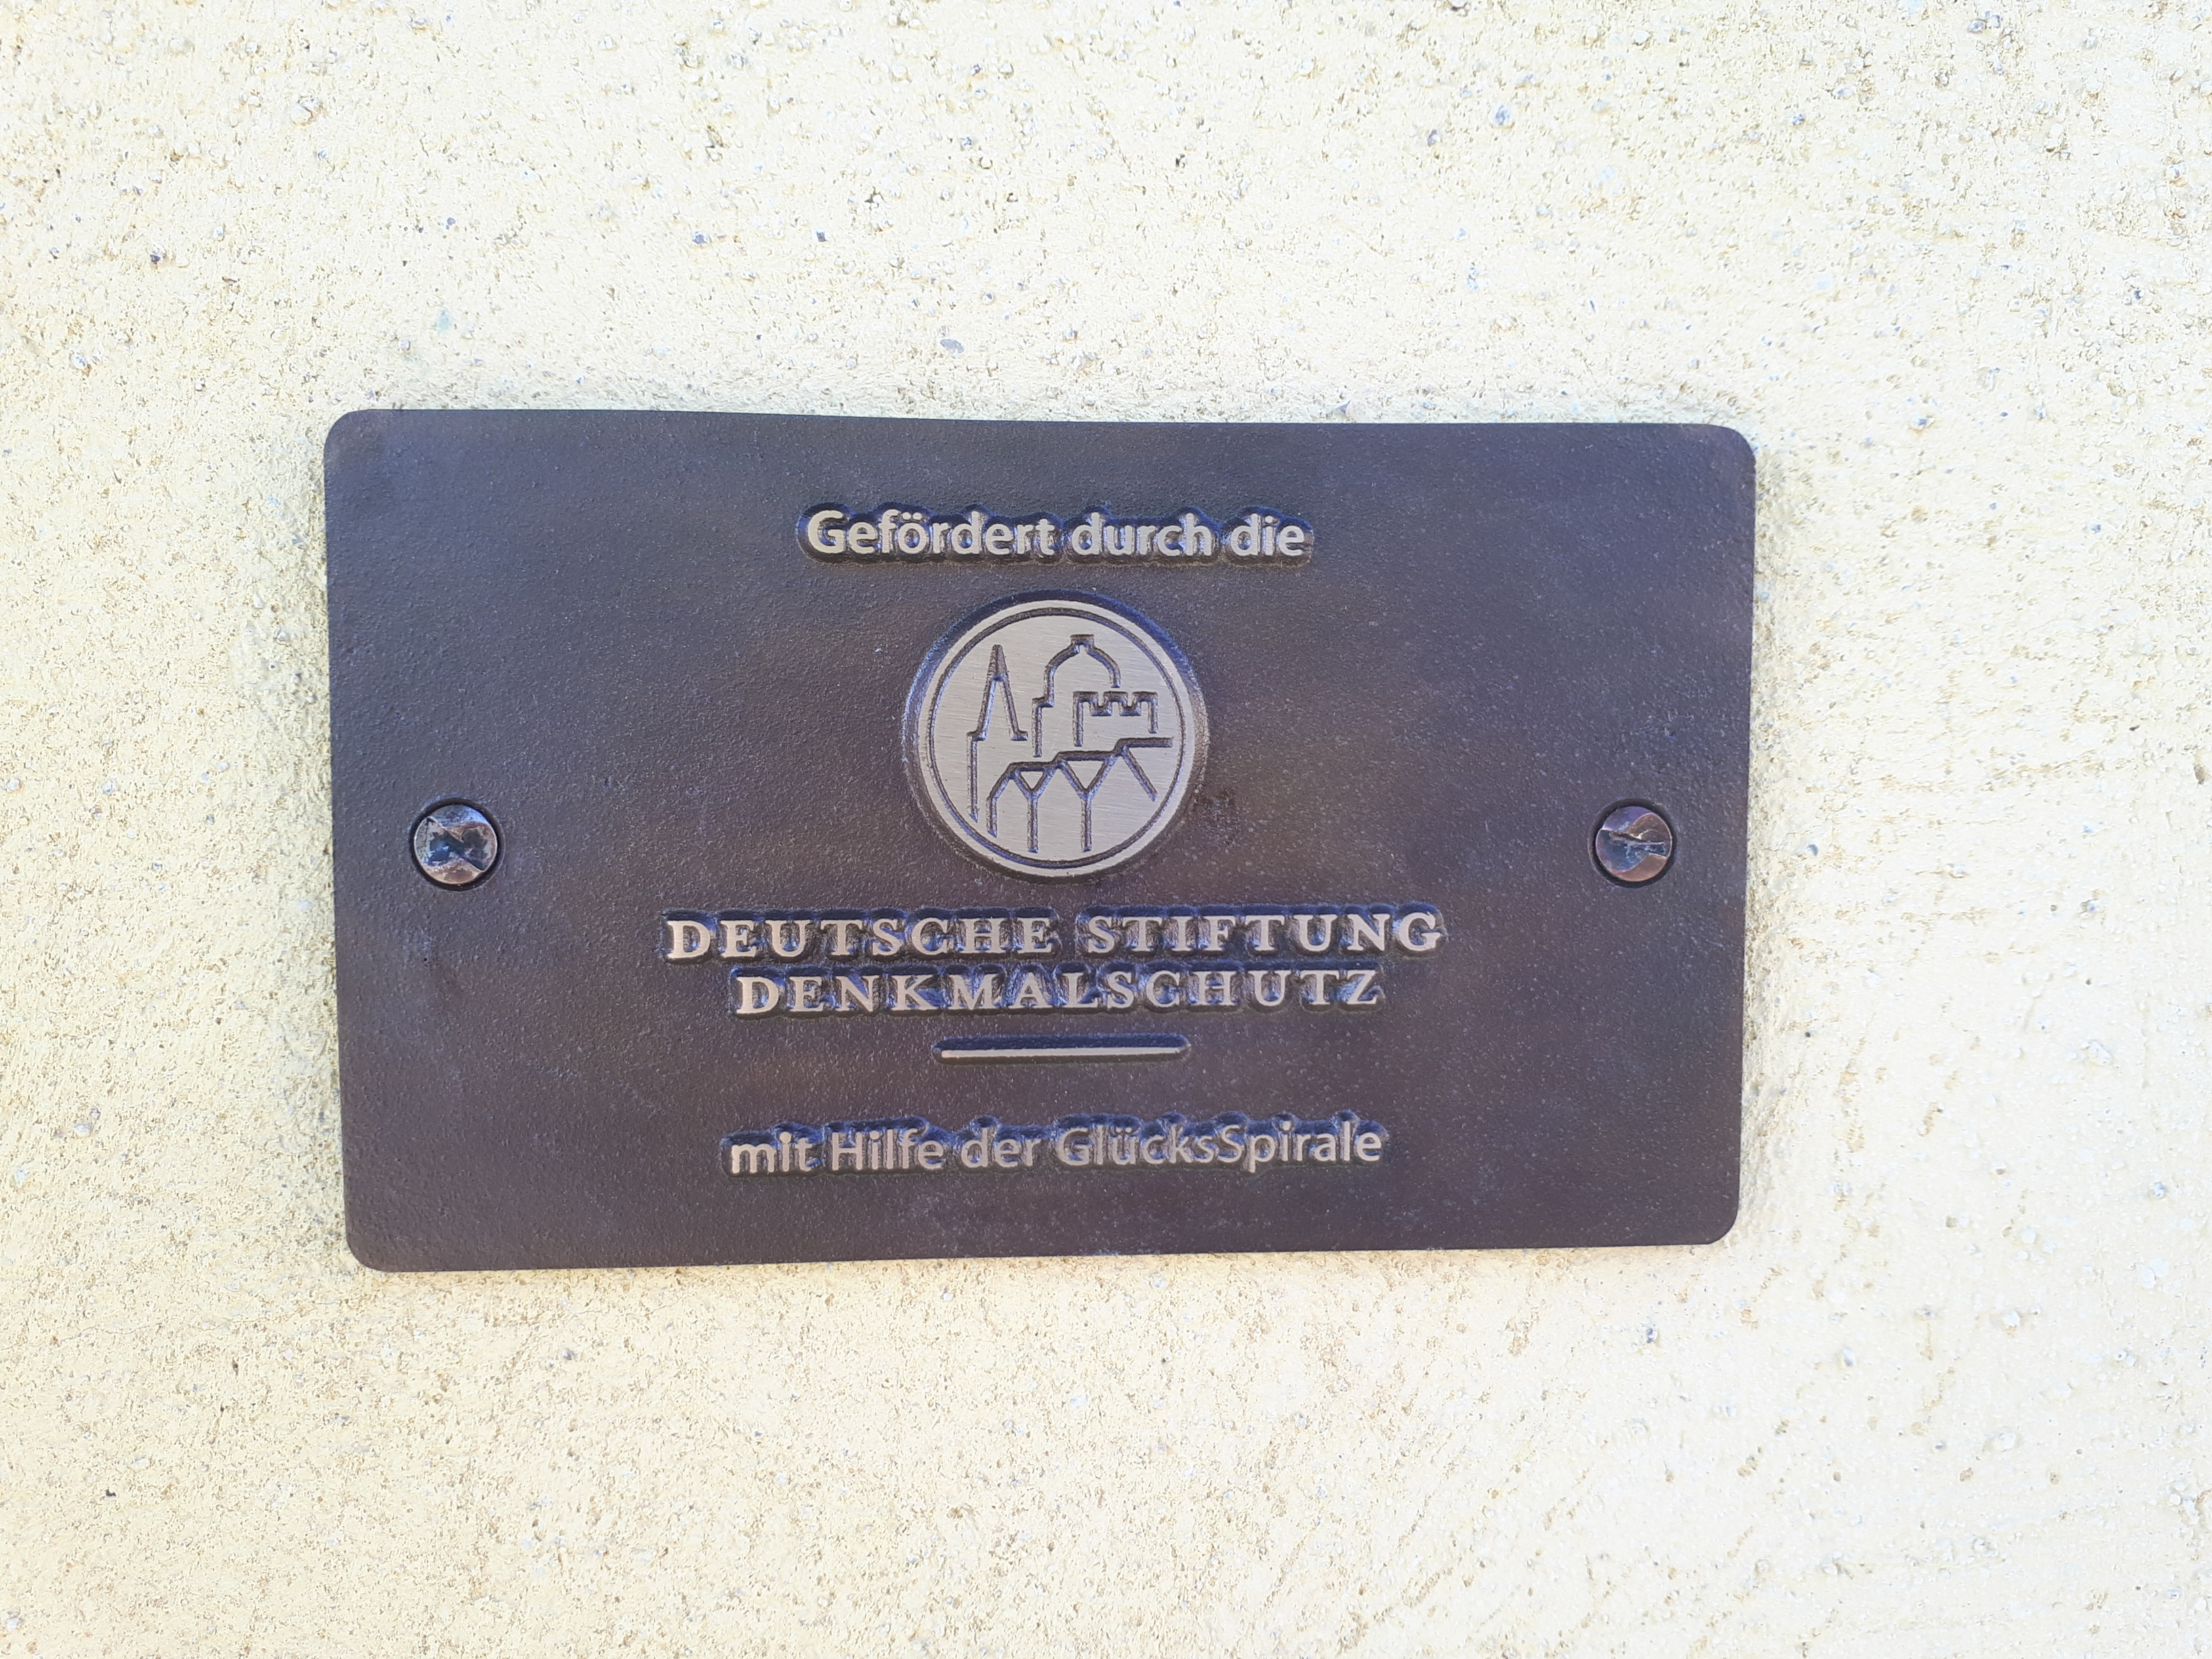 Gefördert durch die
DEUTSCHE STIFTUNG
DENKMALSCHUTZ
mit Hilfe der GlücksSpirale